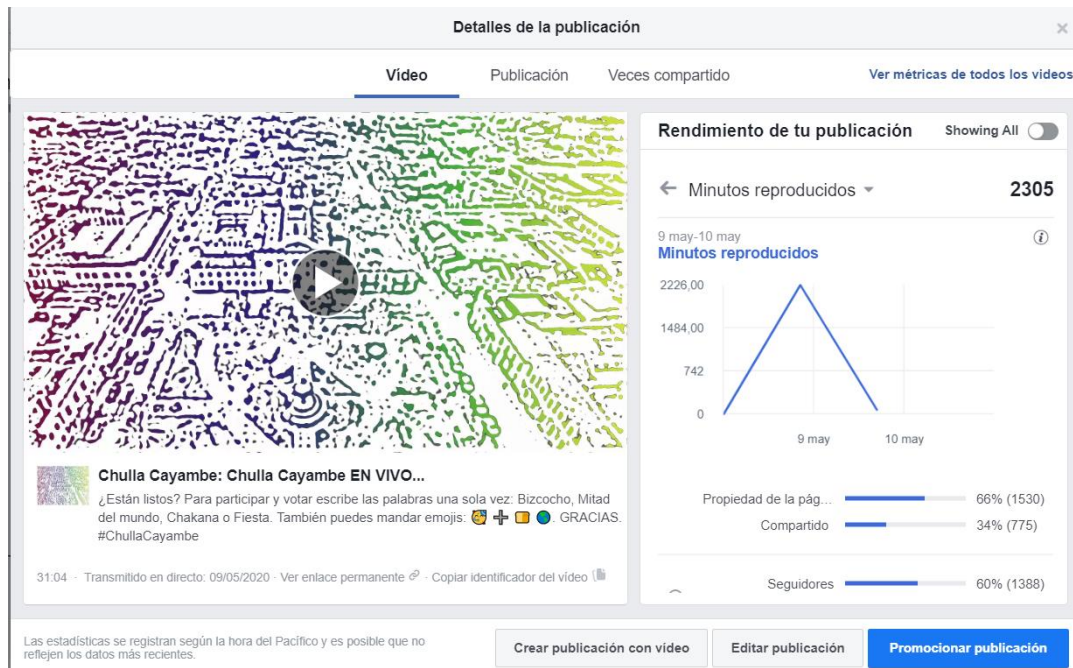 Detalles de la publicación
×
Vídeo
Publicación
Veces compartido
Ver métricas de todos los videos
Chulla Cayambe: Chulla Cayambe EN VIVO...
¿Están listos? Para participar y votar escribe las palabras una sola vez: Bizcocho, Mitad
del mundo, Chakana o Fiesta. También puedes mandar emojis: 🥳 ➕ 🍞 🌎. GRACIAS.
#ChullaCayambe
31:04 · Transmitido en directo: 09/05/2020 · Ver enlace permanente · Copiar identificador del vídeo
Rendimiento de tu publicación
Showing All
Minutos reproducidos
2305
9 may-10 may
Minutos reproducidos
2226,00
1484,00
742
0
9 may
10 may
Propiedad de la pág... 66% (1530)
Compartido 34% (775)
Seguidores 60% (1388)
Las estadísticas se registran según la hora del Pacífico y es posible que no
reflejen los datos más recientes.
Crear publicación con vídeo
Editar publicación
Promocionar publicación